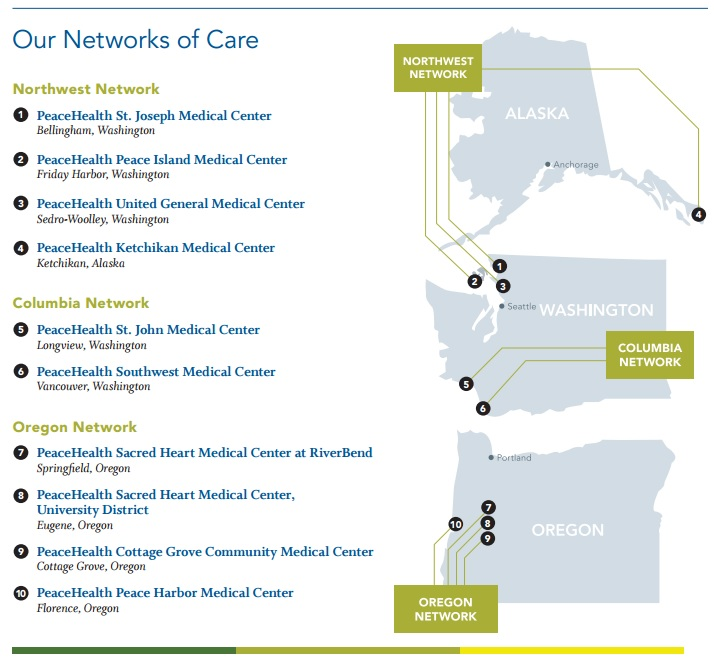 Our Networks of Care
Northwest Network
1 PeaceHealth St. Joseph Medical Center
Bellingham, Washington
2 PeaceHealth Peace Island Medical Center
Friday Harbor, Washington
3 PeaceHealth United General Medical Center
Sedro-Woolley, Washington
4 PeaceHealth Ketchikan Medical Center
Ketchikan, Alaska
Columbia Network
5 PeaceHealth St. John Medical Center
Longview, Washington
6 PeaceHealth Southwest Medical Center
Vancouver, Washington
Oregon Network
7 PeaceHealth Sacred Heart Medical Center at RiverBend
Springfield, Oregon
8 PeaceHealth Sacred Heart Medical Center,
University District
Eugene, Oregon
9 PeaceHealth Cottage Grove Community Medical Center
Cottage Grove, Oregon
10 PeaceHealth Peace Harbor Medical Center
Florence, Oregon
NORTHWEST
NETWORK
ALASKA
Anchorage
4
1
2
3
Seattle
WASHINGTON
COLUMBIA
NETWORK
5
6
Portland
7
10
8
OREGON
9
OREGON
NETWORK